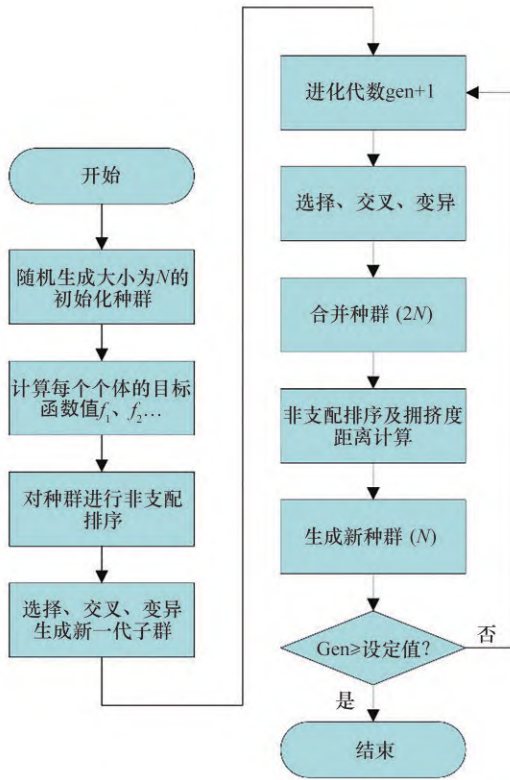 开始
随机生成大小为N的
初始化种群
计算每个个体的目标
函数值f₁、f₂…
对种群进行非支配
排序
选择、交叉、变异
生成新一代子群
进化代数gen+1
选择、交叉、变异
合并种群 (2N)
非支配排序及拥挤度
距离计算
生成新种群 (N)
Gen≥设定值?
否
是
结束